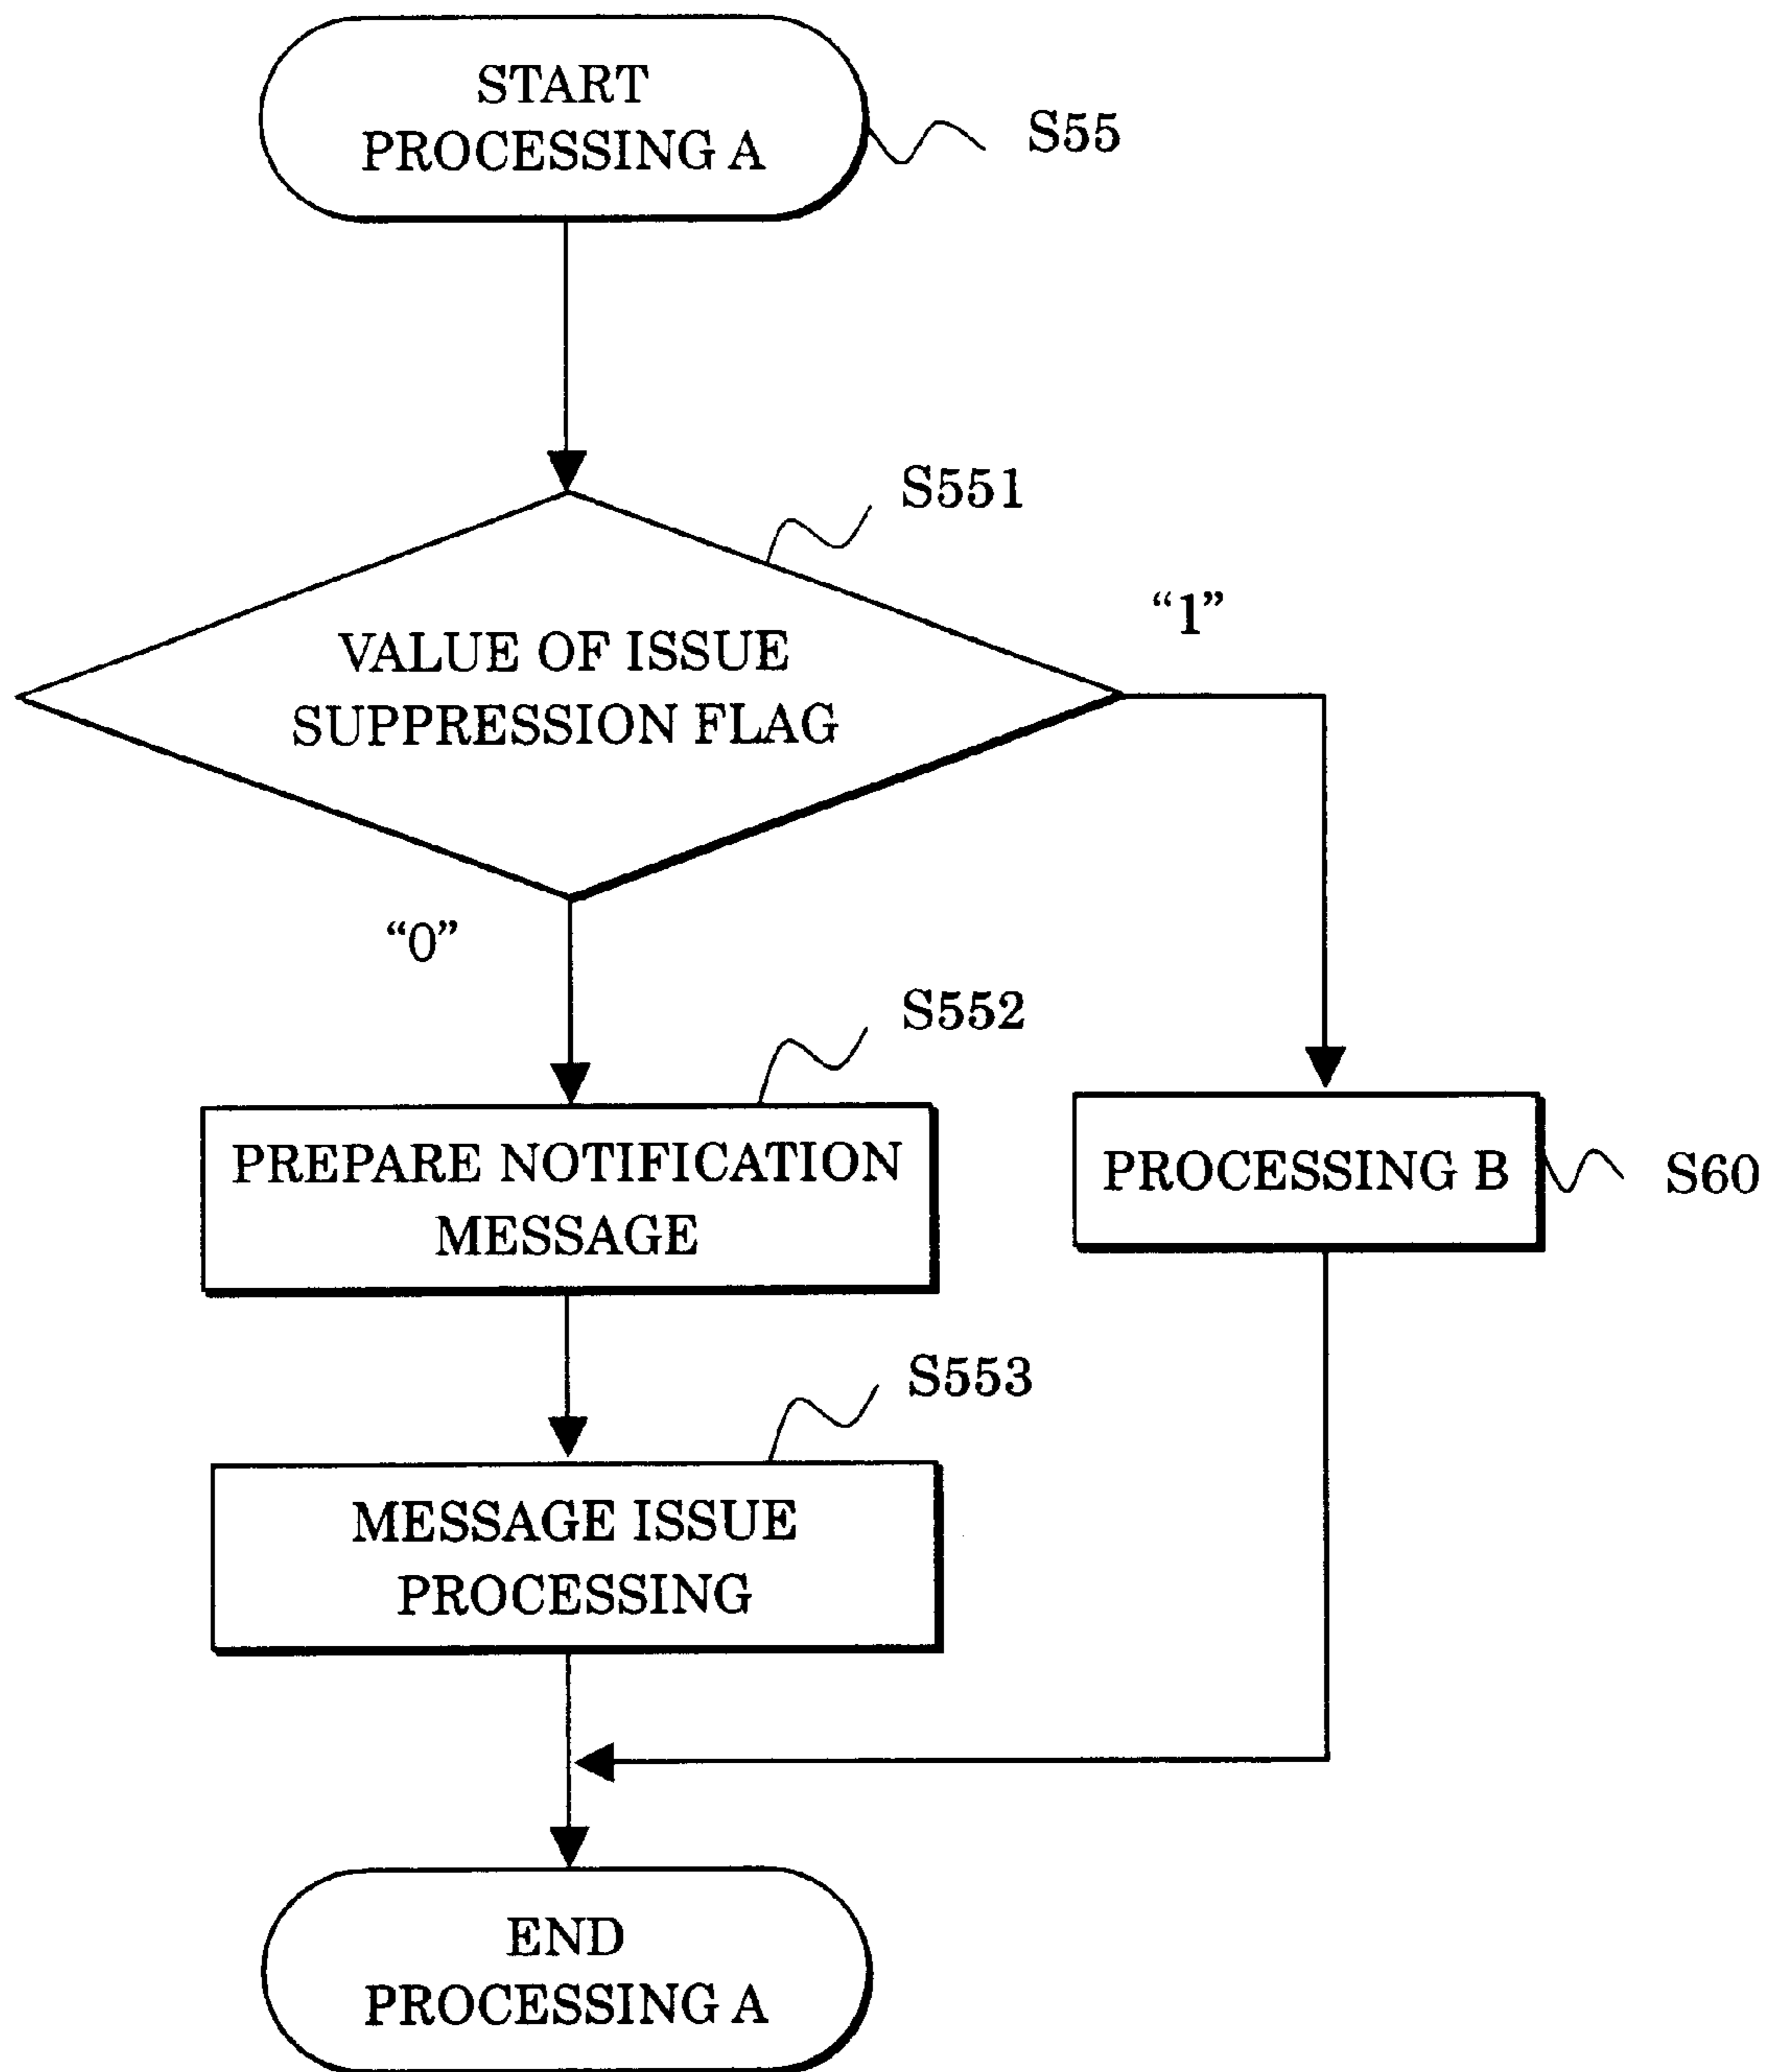 START
PROCESSING A
S55
S551
VALUE OF ISSUE
SUPPRESSION FLAG
“1”
“0”
S552
PREPARE NOTIFICATION
MESSAGE
PROCESSING B
S60
S553
MESSAGE ISSUE
PROCESSING
END
PROCESSING A